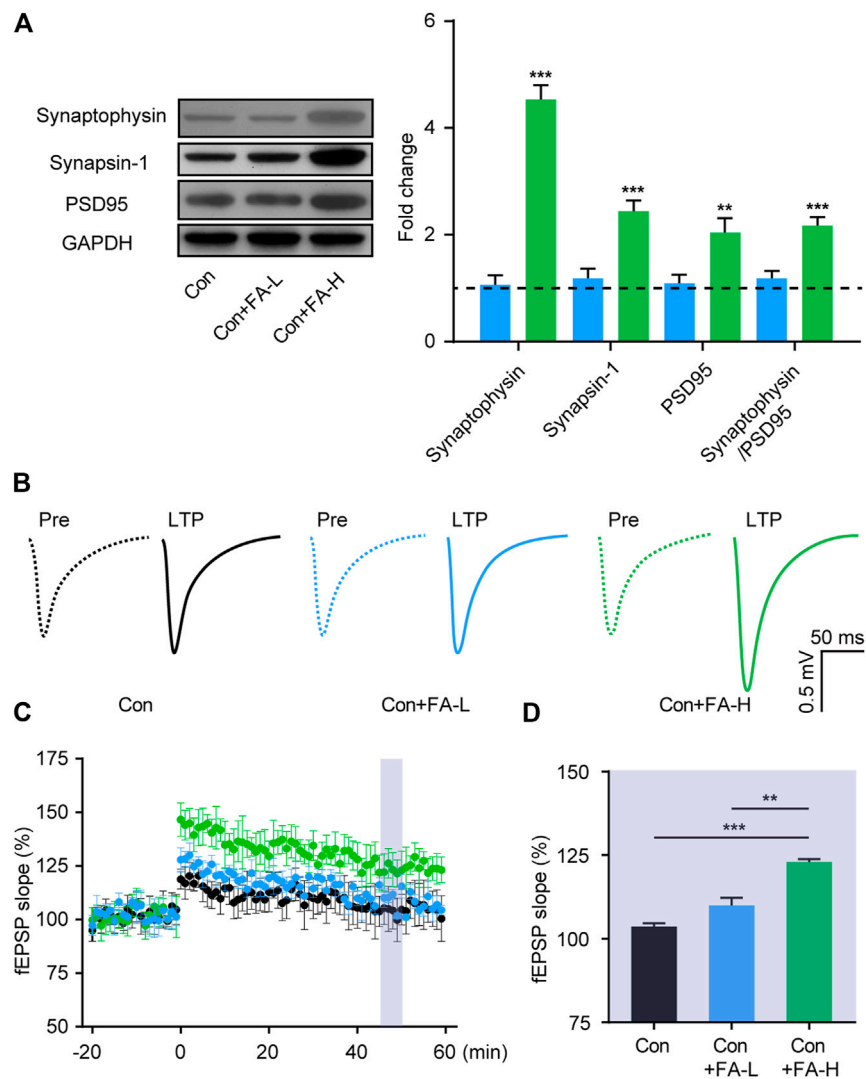 A
Synaptophysin
Synapsin-1
PSD95
GAPDH
Con
Con+FA-L
Con+FA-H
Fold change
6
4
2
0
***
***
**
***
Synaptophysin
Synapsin-1
PSD95
Synaptophysin
/PSD95
B
Pre LTP Pre LTP Pre LTP
50 ms
0.5 mV
Con Con+FA-L Con+FA-H
C
fEPSP slope (%)
175
150
125
100
75
50
-20 0 20 40 60 (min)
D
fEPSP slope (%)
150
125
100
75
**
***
Con Con Con
+FA-L +FA-H